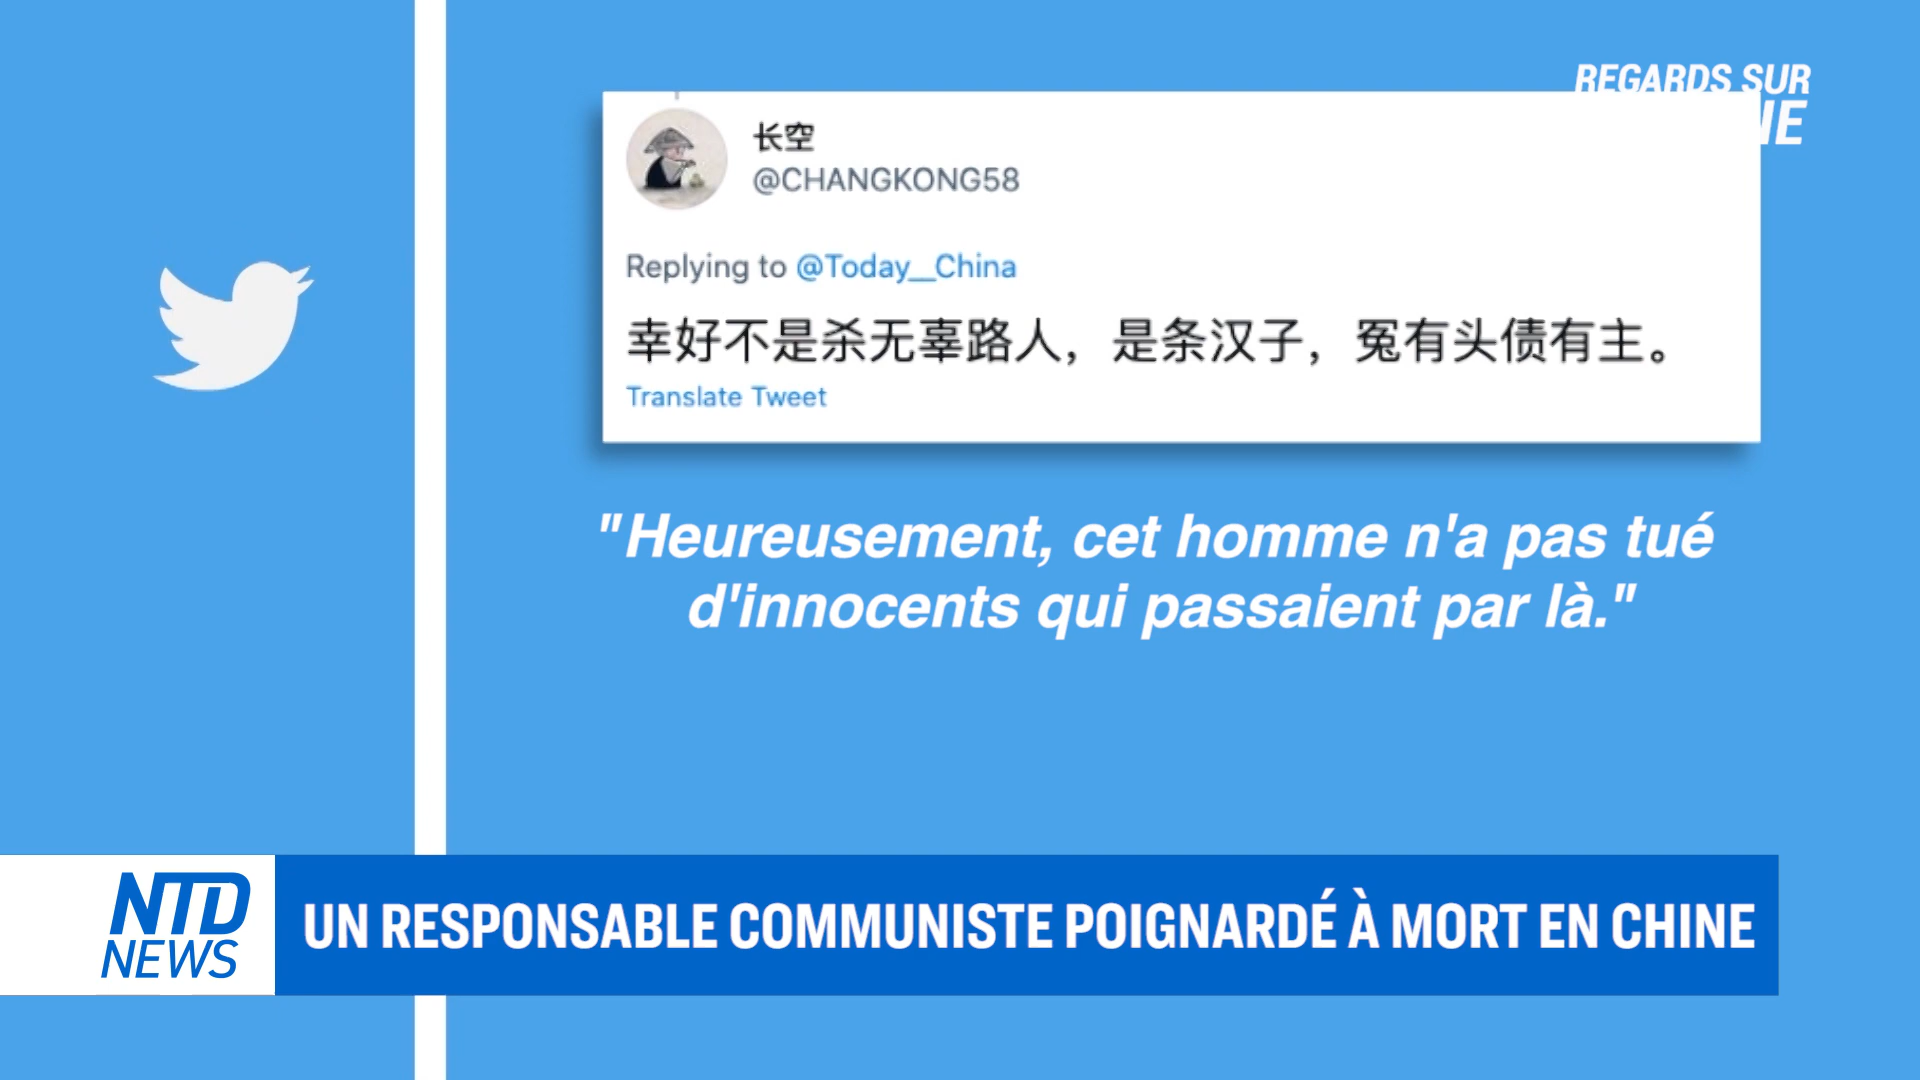 REGARDS SUR
长空
@CHANGKONG58
Replying to @Today__China
幸好不是杀无辜路人，是条汉子，冤有头债有主。
Translate Tweet
"Heureusement, cet homme n'a pas tué
d'innocents qui passaient par là."
NTD
NEWS
UN RESPONSABLE COMMUNISTE POIGNARDÉ À MORT EN CHINE